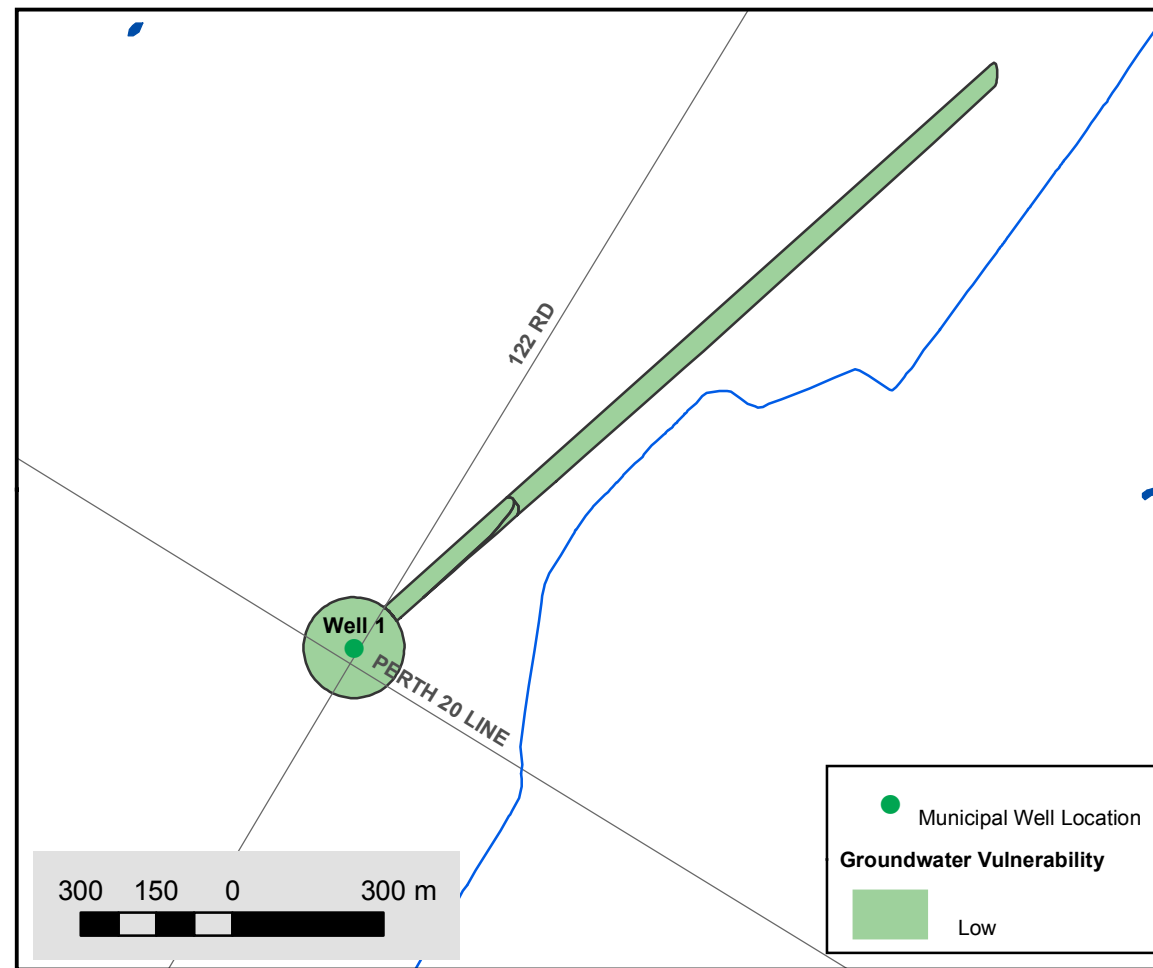 122 RD
Well 1
PERTH 20 LINE
300 150 0 300 m
Municipal Well Location
Groundwater Vulnerability
Low